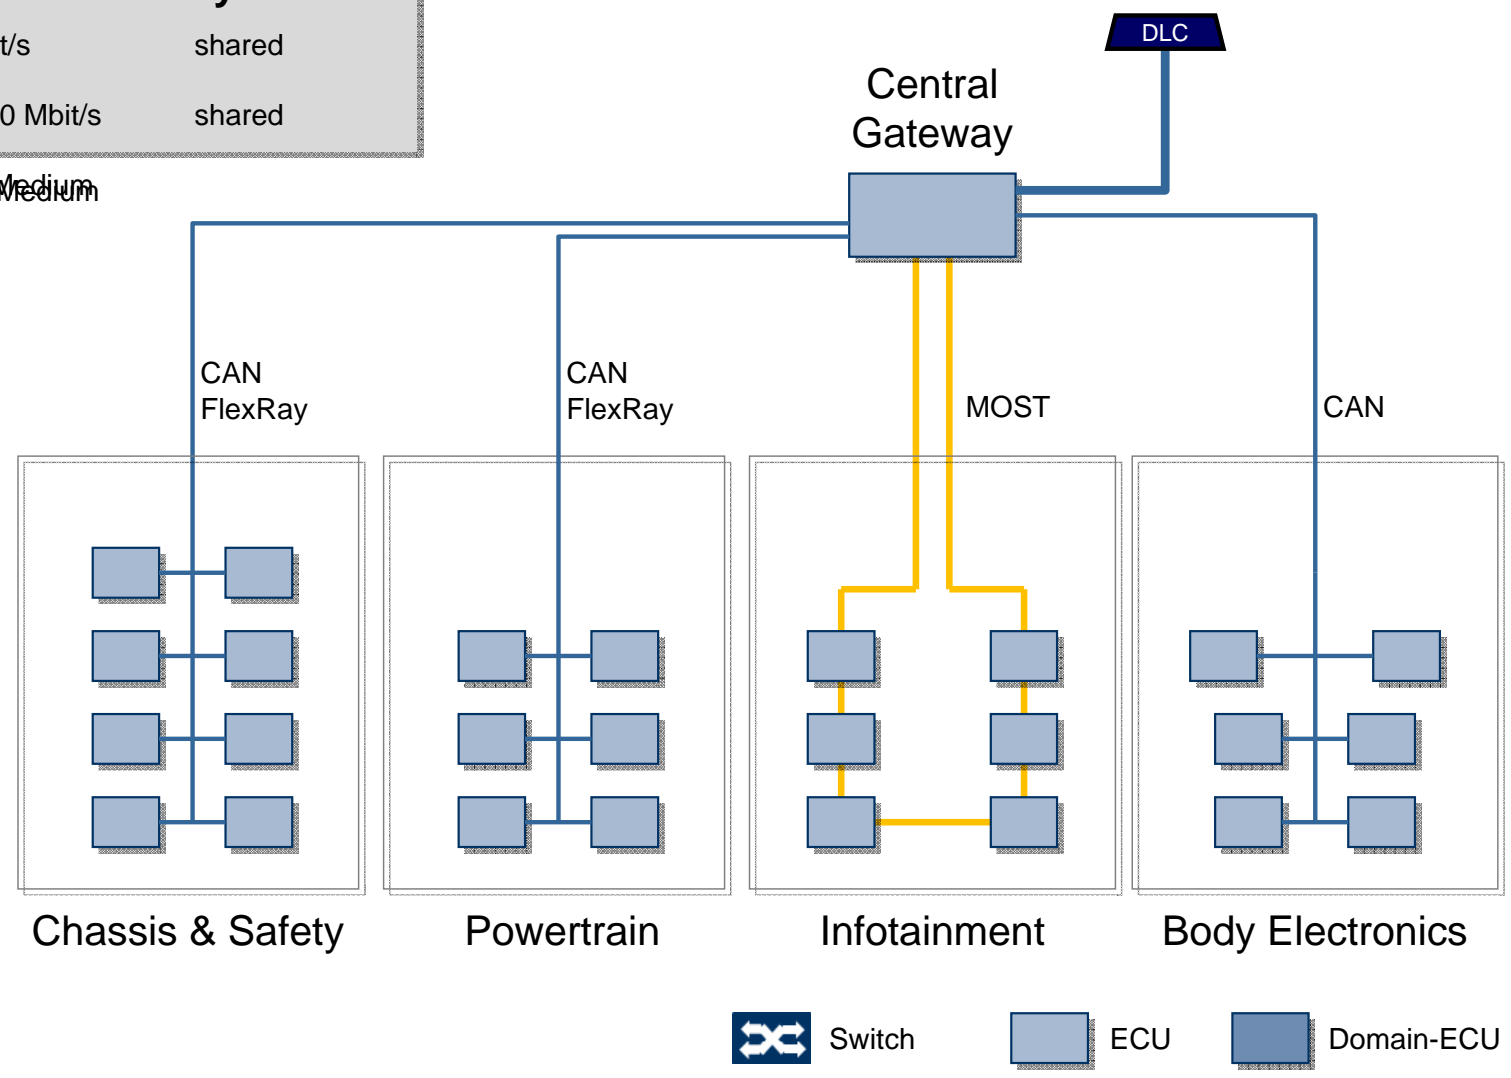 t/s shared
0 Mbit/s shared
Medium
Medium
DLC
Central
Gateway
CAN
FlexRay
CAN
FlexRay
MOST
CAN
Chassis & Safety
Powertrain
Infotainment
Body Electronics
Switch
ECU
Domain-ECU